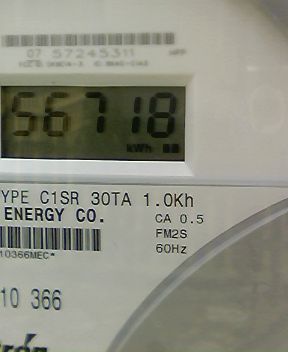 07 57245311
56718
kWh
YPE C1SR 30TA 1.0Kh
ENERGY CO.
CA 0.5
FM2S
60Hz
10366MEC*
10 366